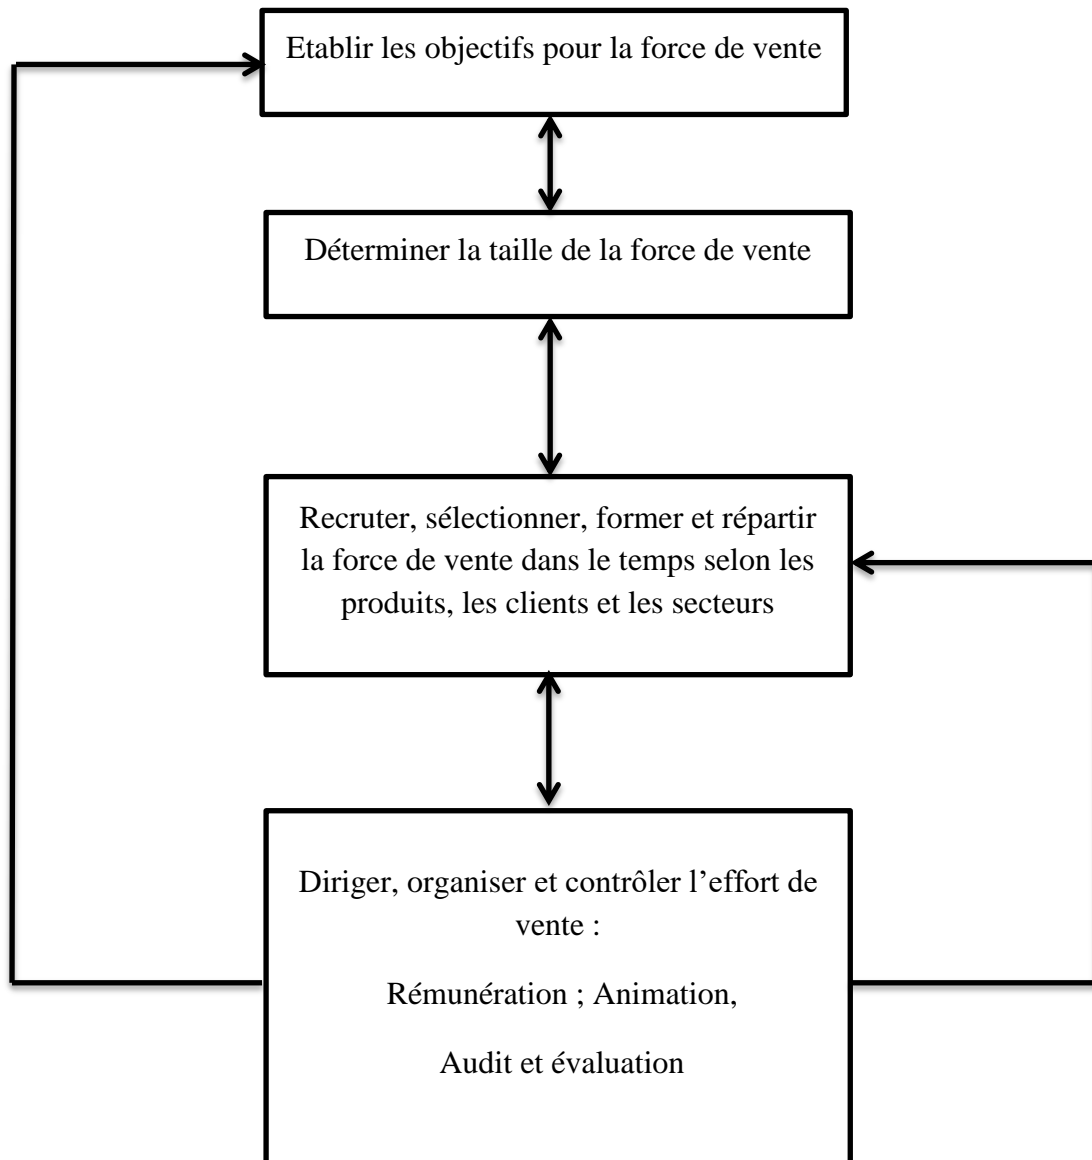 Etablir les objectifs pour la force de vente
Déterminer la taille de la force de vente
Recruter, sélectionner, former et répartir
la force de vente dans le temps selon les
produits, les clients et les secteurs
Diriger, organiser et contrôler l’effort de
vente :
Rémunération ; Animation,
Audit et évaluation